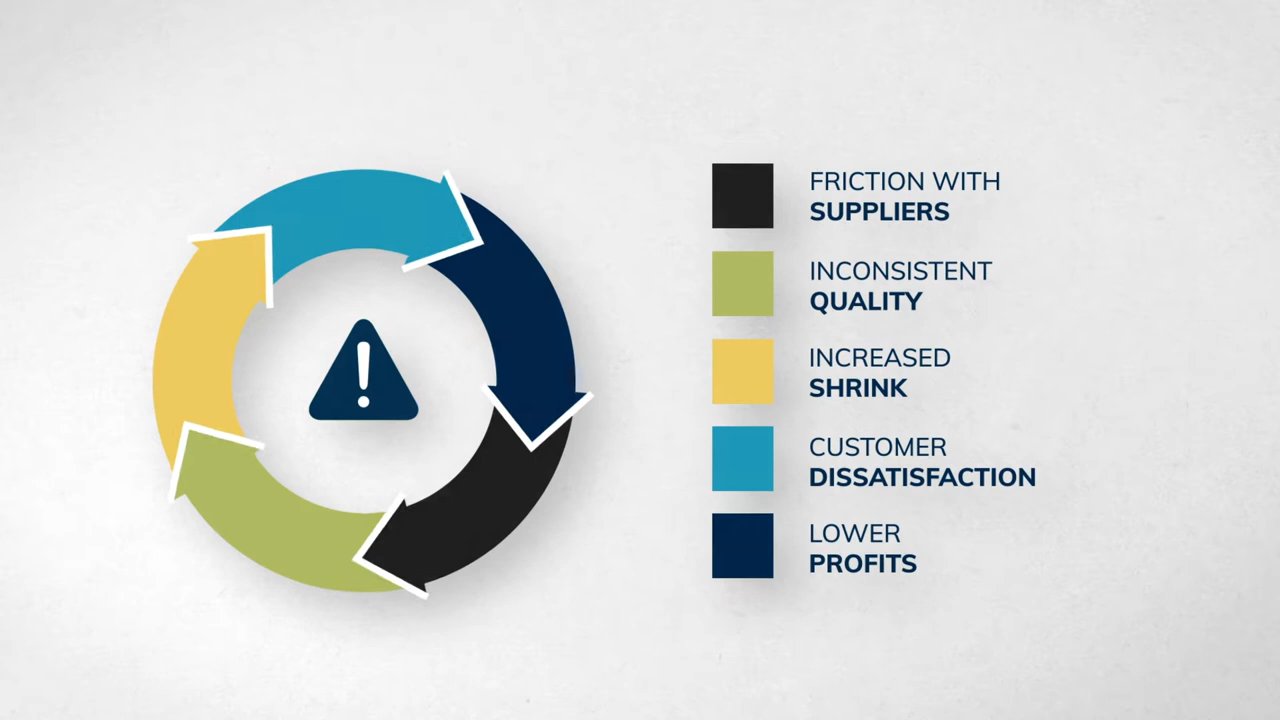 FRICTION WITH
SUPPLIERS
INCONSISTENT
QUALITY
INCREASED
SHRINK
CUSTOMER
DISSATISFACTION
LOWER
PROFITS